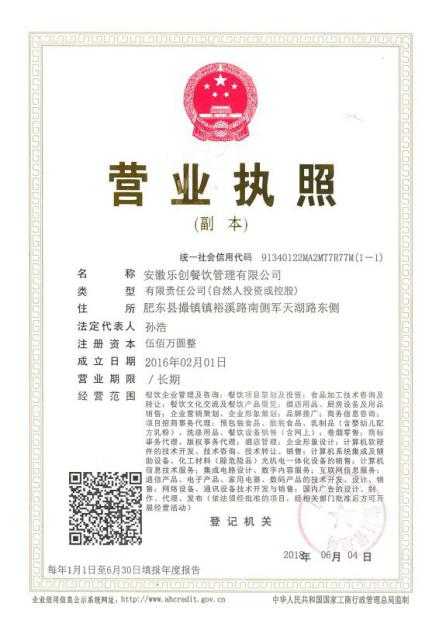 营业执照
(副 本)
统一社会信用代码 91340122MA2MT7R77M(1-1)
名 称 安徽乐创餐饮管理有限公司
类 型 有限责任公司(自然人投资或控股)
住 所 肥东县撮镇镇裕溪路南侧军天湖路东侧
法定代表人 孙浩
注册资本 伍佰万圆整
成立日期 2016年02月01日
营业期限 /长期
经营范围 餐饮企业管理及咨询；餐饮项目策划及投资；食品加工技术咨询及
转让；餐饮文化交流及餐饮产品展览；酒店用品、厨房设备及用品
销售；企业营销策划、企业形象策划；品牌推广；商务信息咨询；
项目招商事务代理；预包装食品、散装食品、乳制品（含婴幼儿配
方乳粉）、洗涤用品、餐饮设备销售（含网上）；卷烟零售；商标
事务代理、版权事务代理；酒店管理；企业形象设计；计算机软硬
件的技术开发、技术咨询、技术转让、销售；计算机系统集成及辅
助设备、化工材料（除危险品）光机电一体化设备的销售；计算机
信息技术服务；集成电路设计、数字内容服务；互联网信息服务；
通信产品、电子产品、家用电器、数码产品的技术开发、设计、销
售；网络设备、通讯设备技术开发与销售；国内广告的设计、制
作、代理、发布（依法须经批准的项目，经相关部门批准后方可开
展经营活动）
登记机关
2018年 06月 04日
每年1月1日至6月30日填报年度报告
企业信用信息公示系统网址：http://www.ahcredit.gov.cn 中华人民共和国国家工商行政管理总局监制